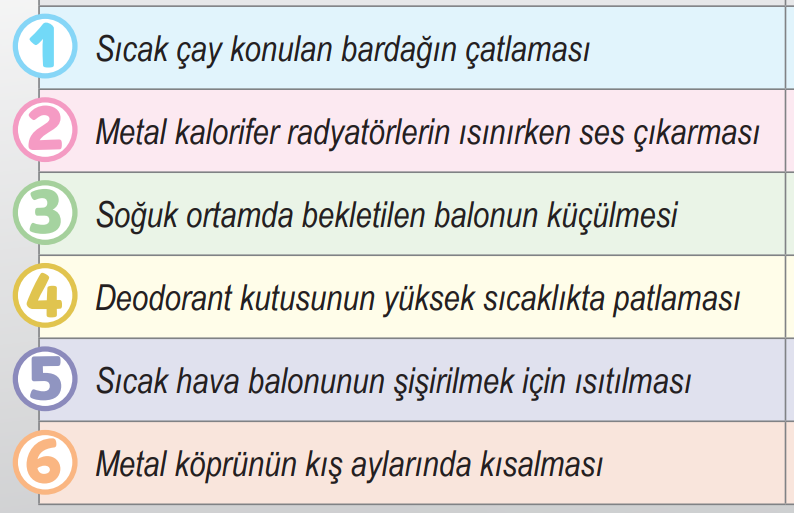 1 Sıcak çay konulan bardağın çatlaması
2 Metal kalorifer radyatörlerin ısınırken ses çıkarması
3 Soğuk ortamda bekletilen balonun küçülmesi
4 Deodorant kutusunun yüksek sıcaklıkta patlaması
5 Sıcak hava balonunun şişirilmek için ısıtılması
6 Metal köprünün kış aylarında kısalması